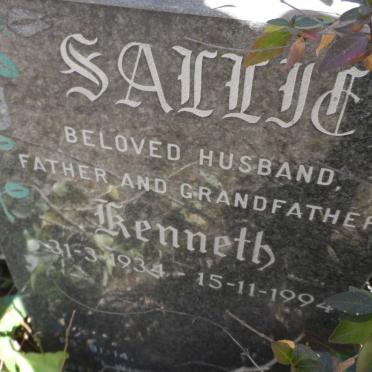 SALLIE
BELOVED HUSBAND,
FATHER AND GRANDFATHER
Kenneth
31-3-1934 - 15-11-1994